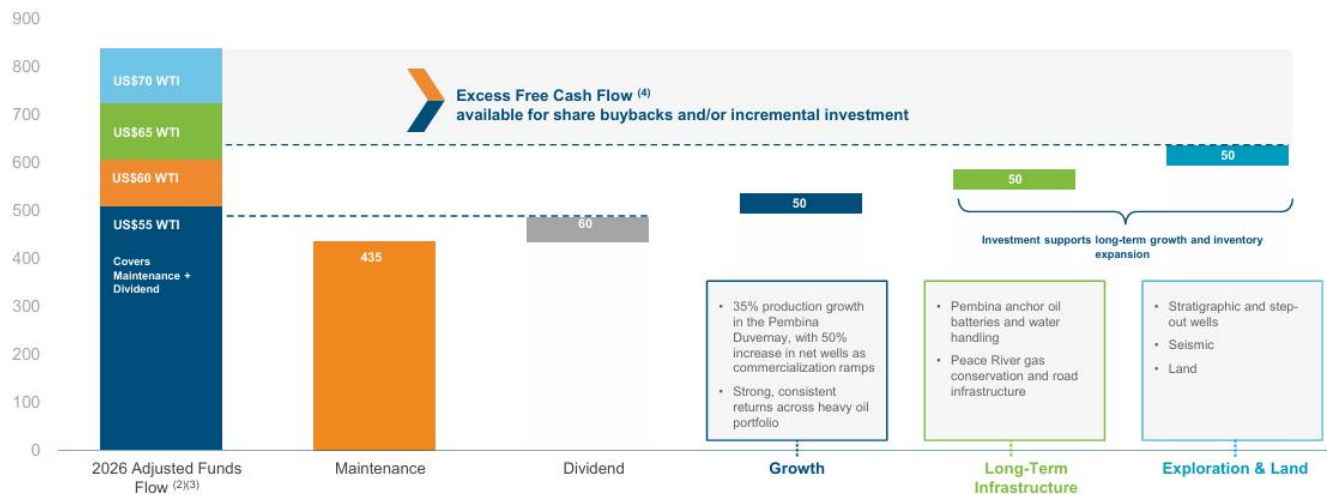 900
800
700
600
500
400
300
200
100
0
US$70 WTI
US$65 WTI
US$60 WTI
US$55 WTI
Covers
Maintenance +
Dividend
Excess Free Cash Flow (4)
available for share buybacks and/or incremental investment
435
60
50
50
50
Investment supports long-term growth and inventory
expansion
• 35% production growth
in the Pembina
Duvernay, with 50%
increase in net wells as
commercialization ramps
• Strong, consistent
returns across heavy oil
portfolio
• Pembina anchor oil
batteries and water
handling
• Peace River gas
conservation and road
infrastructure
• Stratigraphic and step-
out wells
• Seismic
• Land
2026 Adjusted Funds
Flow (2)(3)
Maintenance
Dividend
Growth
Long-Term
Infrastructure
Exploration & Land